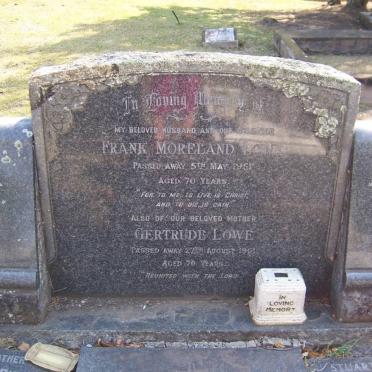 In Loving Memory of
MY BELOVED HUSBAND AND OUR
FRANK MORELAND
PASSED AWAY 5TH MAY 1951
AGED 70 YEARS.
"FOR TO ME TO LIVE IS CHRIST,
AND TO DIE IS GAIN."
ALSO OF OUR BELOVED MOTHER
GERTRUDE LOWE
PASSED AWAY 27TH AUGUST 1961
AGED 76 YEARS.
"REUNITED WITH THE LORD."
IN
LOVING
MEMORY
STUART